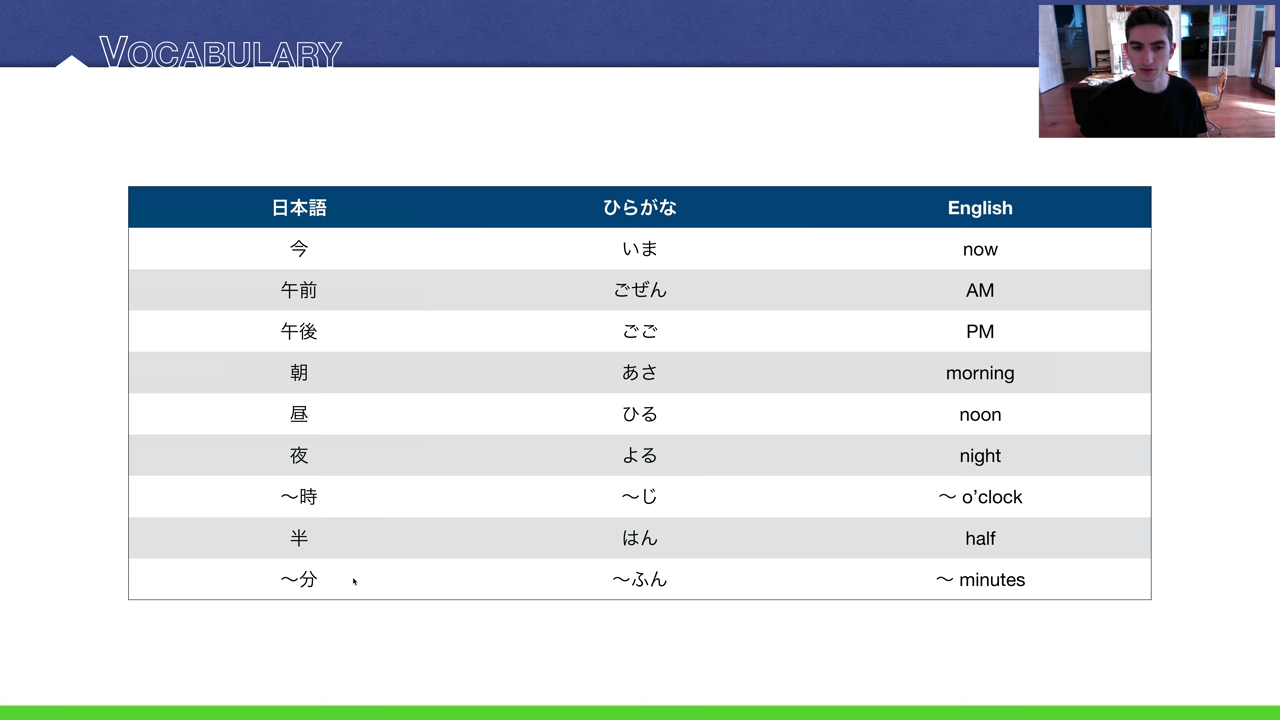 VOCABULARY
日本語 ひらがな English
今 いま now
午前 ごぜん AM
午後 ごご PM
朝 あさ morning
昼 ひる noon
夜 よる night
〜時 〜じ 〜 o’clock
半 はん half
〜分 〜ふん 〜 minutes